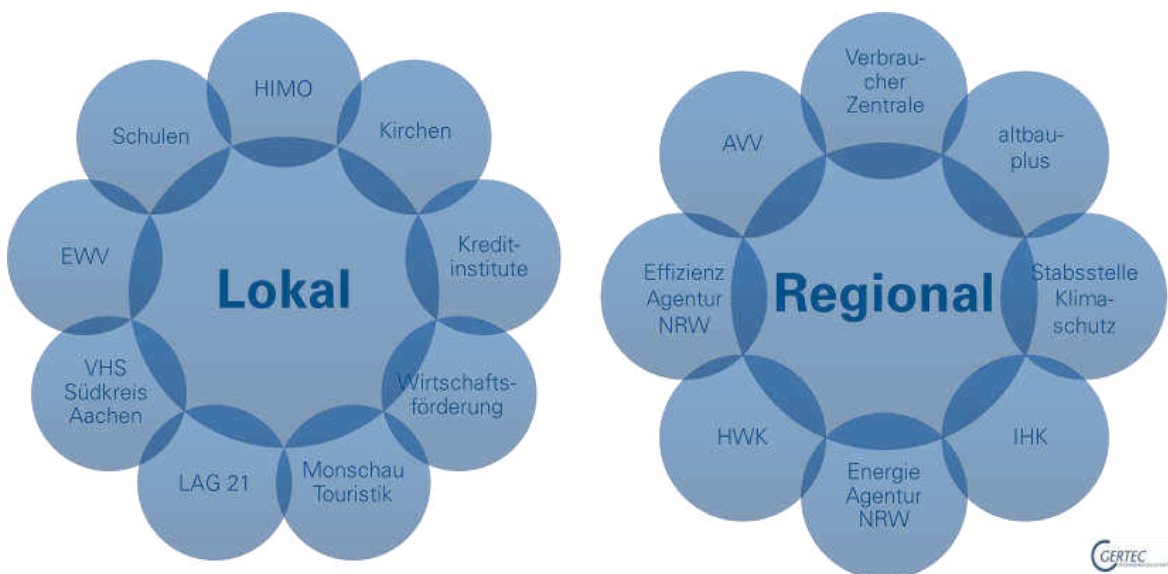 HIMO
Kirchen
Kredit-
institute
Wirtschafts-
förderung
Monschau
Touristik
LAG 21
VHS
Südkreis
Aachen
EWV
Schulen
Lokal
Verbrau-
cher
Zentrale
altbau-
plus
Stabsstelle
Klima-
schutz
IHK
Energie
Agentur
NRW
HWK
Effizienz
Agentur
NRW
AVV
Regional
GERTEC